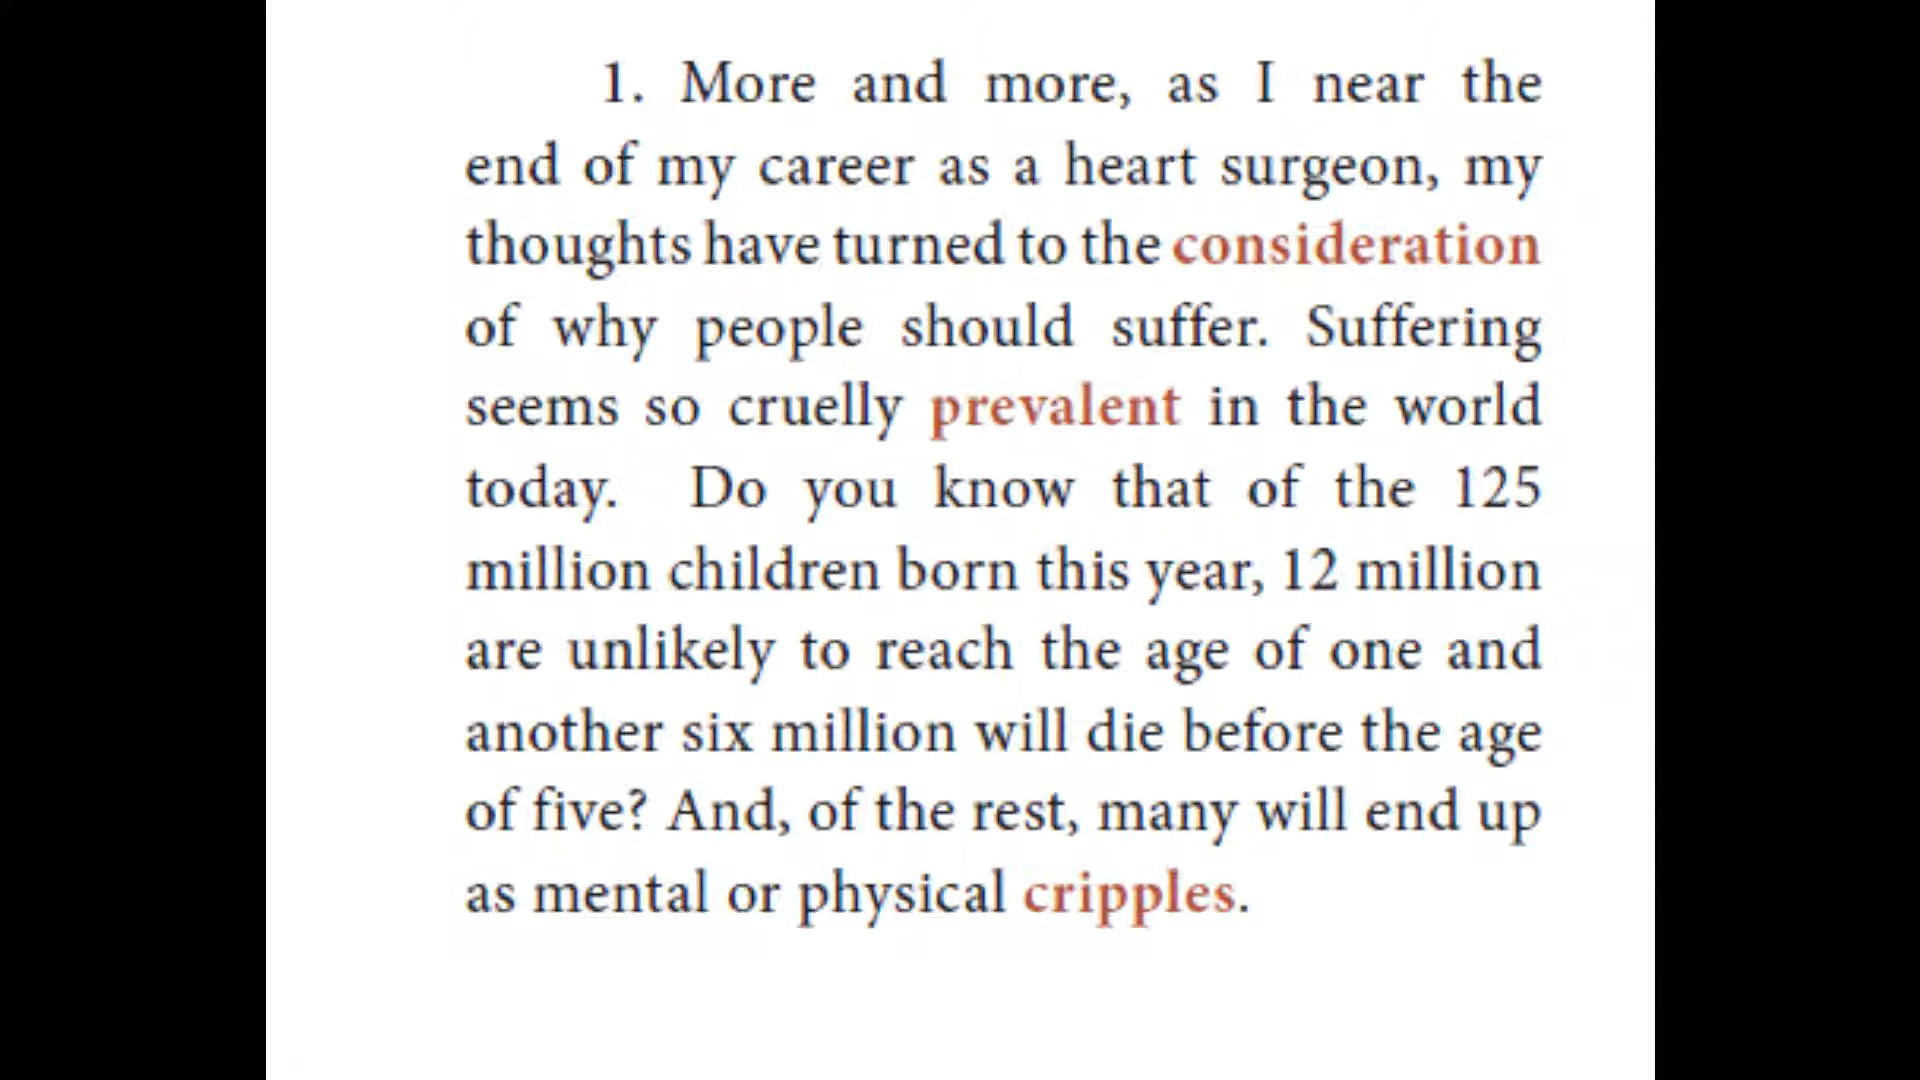 1. More and more, as I near the
end of my career as a heart surgeon, my
thoughts have turned to the consideration
of why people should suffer. Suffering
seems so cruelly prevalent in the world
today. Do you know that of the 125
million children born this year, 12 million
are unlikely to reach the age of one and
another six million will die before the age
of five? And, of the rest, many will end up
as mental or physical cripples.